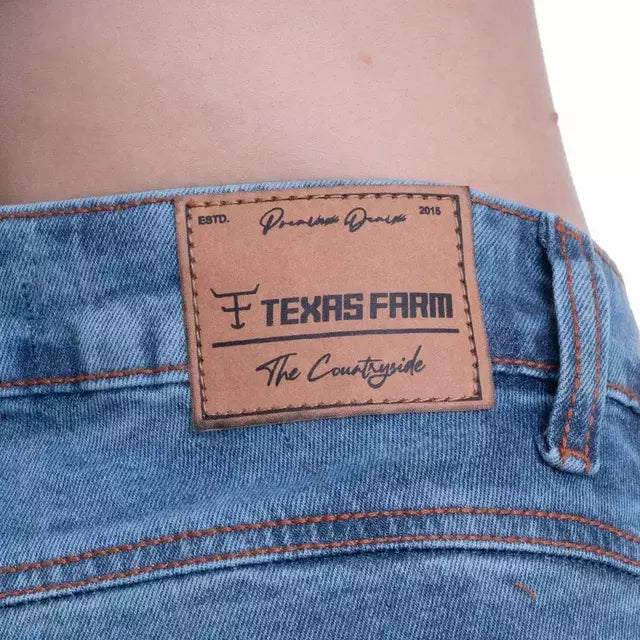 ESTD. Premium Denim 2015
TEXAS FARM
The Countryside